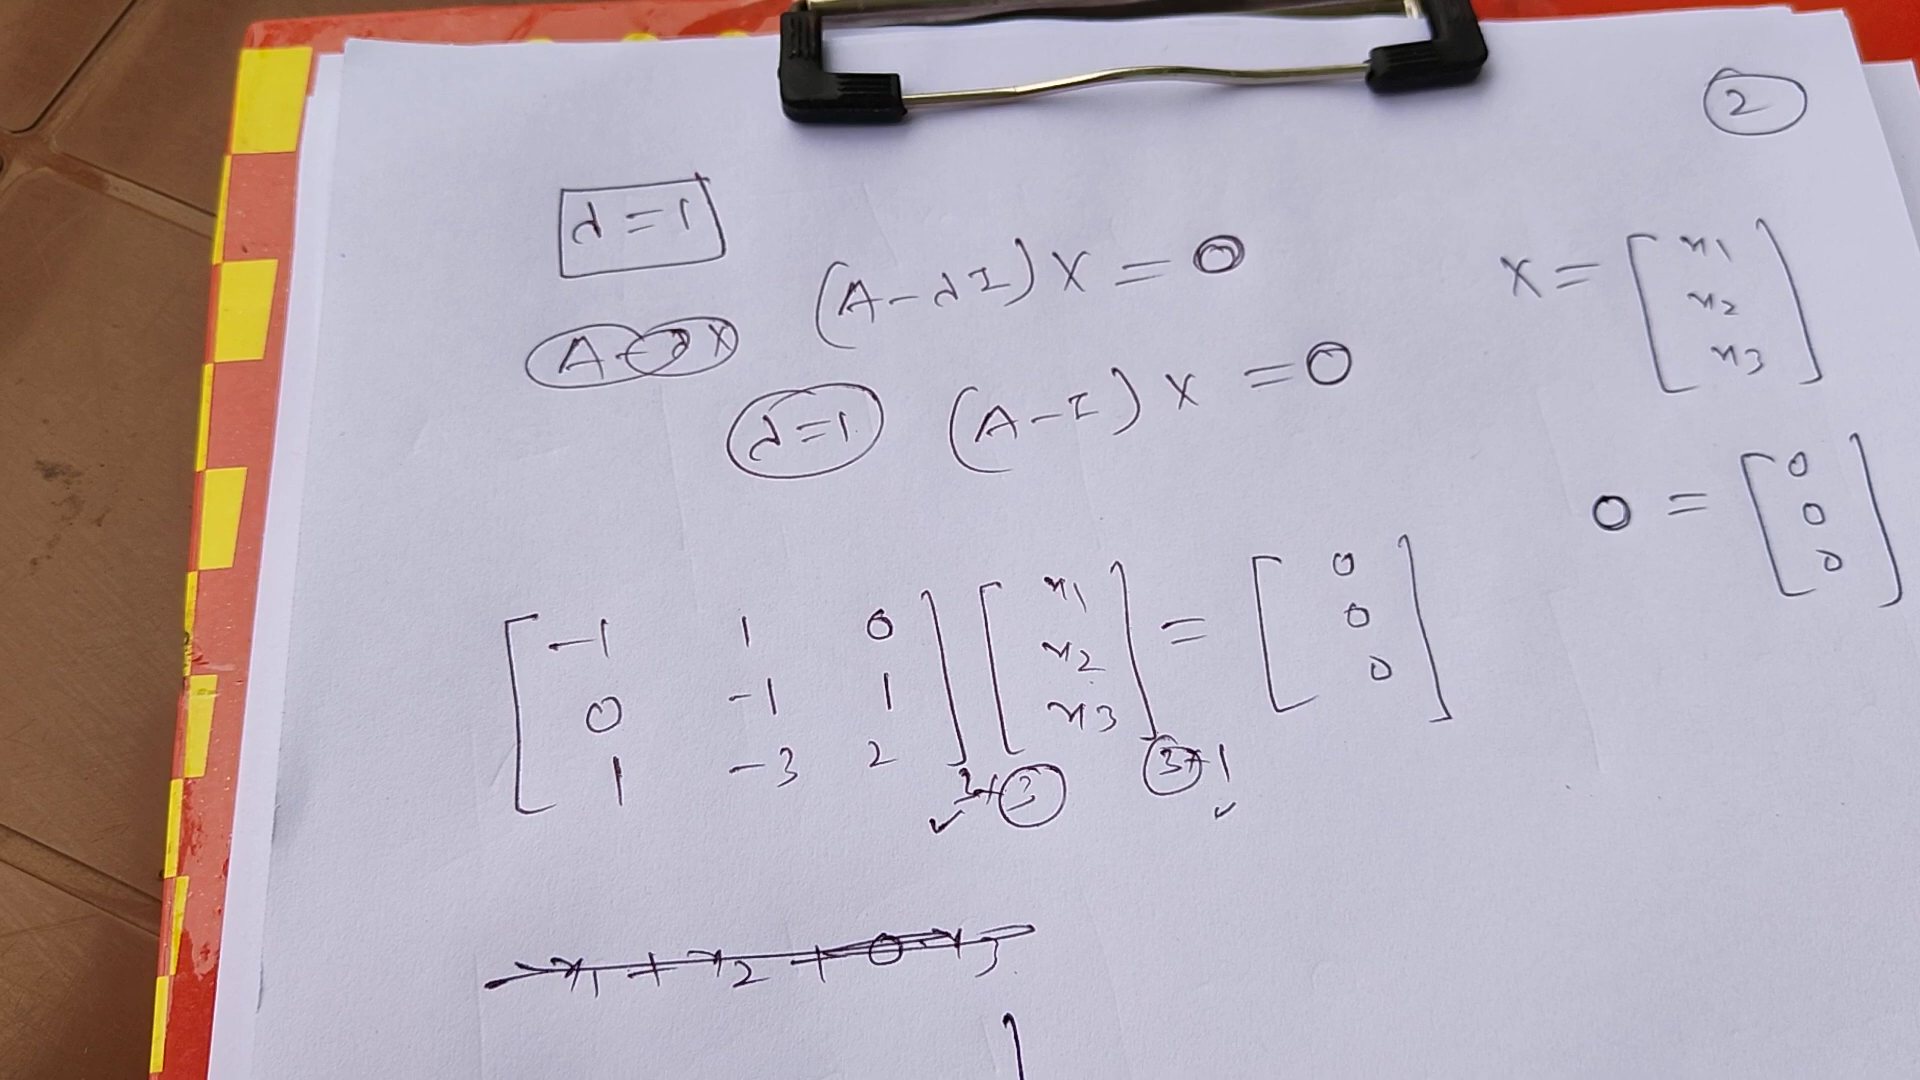 2
λ = 1
(A - λI) X = 0
X = [x1 x2 x3]
A - λX
λ=1 (A - I) X = 0
0 = [0 0 0]
[-1 1 0] [x1] = [0]
[0 -1 1] [x2] [0]
[1 -3 2] [x3] [0]
3×3 3×1
-x1 + x2 + 0x3